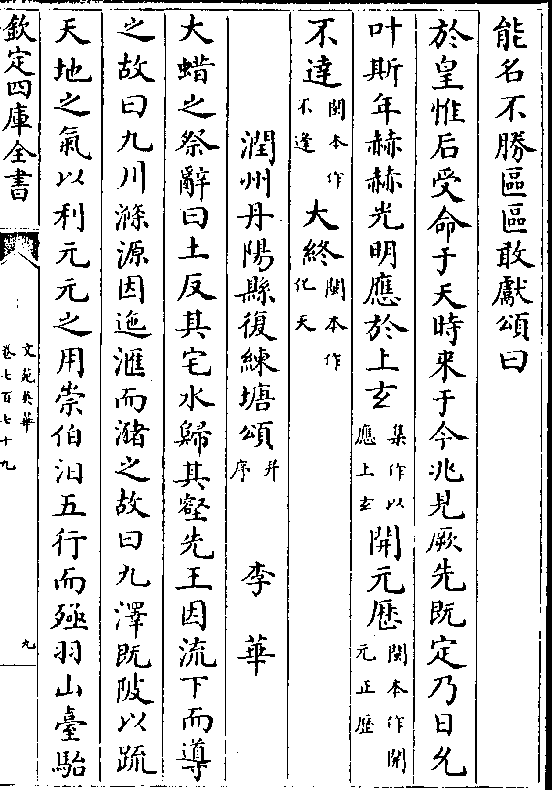 能名不勝區區敢獻頌曰
於皇惟后受命于天時來于今兆見厥先既定乃日允
叶斯年赫赫光明應於上玄集作以應上玄開元歷閩本作開元正歷
不違閩本作不逢大終閩本作化天
潤州丹陽縣復練塘頌并序 李華
大蜡之祭辭曰土反其宅水歸其壑先王因流下而導
之故曰九川滌源因迤滙而瀦之故曰九澤既陂以疏
天地之氣以利元元之用崇伯汩五行而殛羽山臺駘
欽定四庫全書
文苑英華
卷七百七十九
九